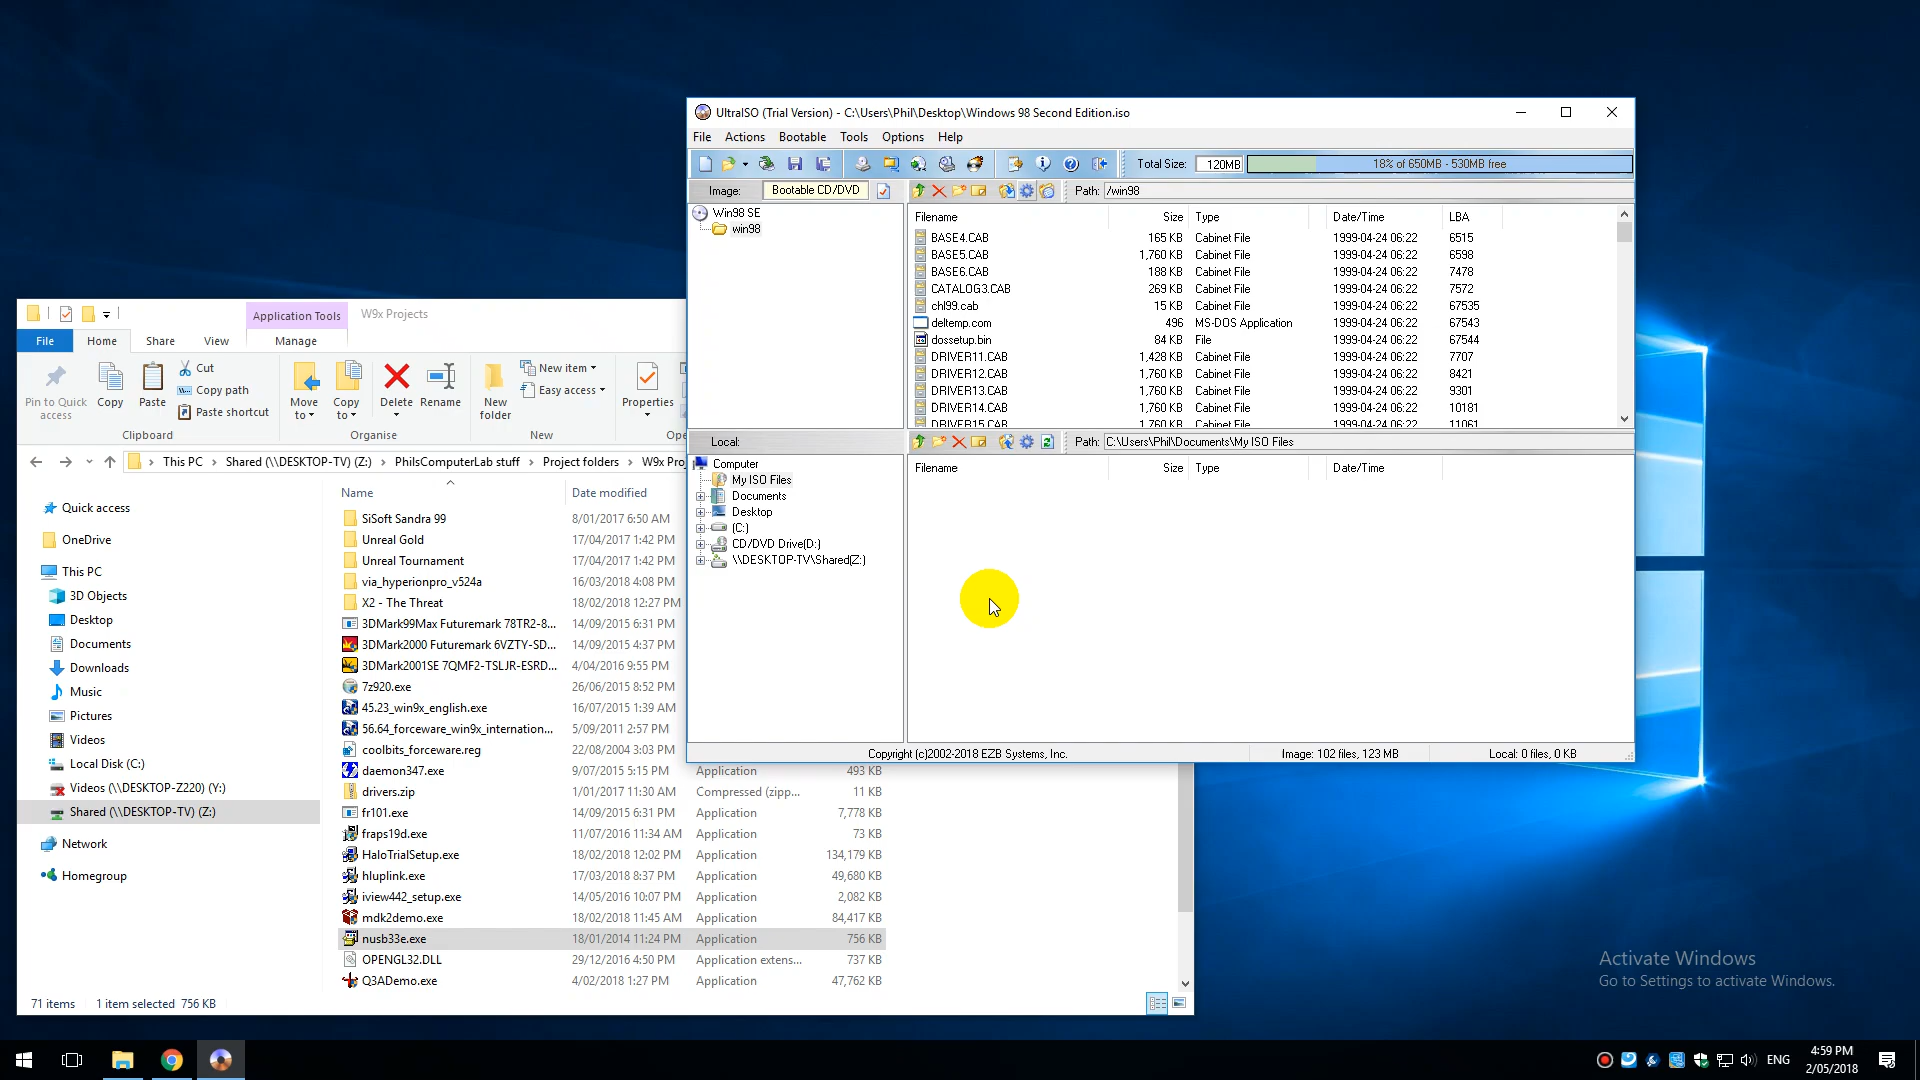 UltraISO (Trial Version) - C:\Users\Phil\Desktop\Windows 98 Second Edition.iso
File Actions Bootable Tools Options Help
Total Size: 120MB 18% of 650MB - 530MB free
Image: Bootable CD/DVD Path: /win98
Win98 SE
win98
Filename Size Type Date/Time LBA
BASE4.CAB 165 KB Cabinet File 1999-04-24 06:22 6515
BASE5.CAB 1,760 KB Cabinet File 1999-04-24 06:22 6598
BASE6.CAB 188 KB Cabinet File 1999-04-24 06:22 7478
CATALOG3.CAB 269 KB Cabinet File 1999-04-24 06:22 7572
chl99.cab 15 KB Cabinet File 1999-04-24 06:22 67535
deltemp.com 496 MS-DOS Application 1999-04-24 06:22 67543
dossetup.bin 84 KB File 1999-04-24 06:22 67544
DRIVER11.CAB 1,428 KB Cabinet File 1999-04-24 06:22 7707
DRIVER12.CAB 1,760 KB Cabinet File 1999-04-24 06:22 8421
DRIVER13.CAB 1,760 KB Cabinet File 1999-04-24 06:22 9301
DRIVER14.CAB 1,760 KB Cabinet File 1999-04-24 06:22 10181
DRIVER15.CAB 1,760 KB Cabinet File 1999-04-24 06:22 11061
Local: Path: C:\Users\Phil\Documents\My ISO Files
Computer
My ISO Files
Documents
Desktop
(C:)
CD/DVD Drive(D:)
\\DESKTOP-TV\Shared(Z:)
Filename Size Type Date/Time
Copyright (c)2002-2018 EZB Systems, Inc. Image: 102 files, 123 MB Local: 0 files, 0 KB
Application Tools W9x Projects
File Home Share View Manage
Pin to Quick access
Copy
Paste
Cut
Copy path
Paste shortcut
Clipboard
Move to
Copy to
Delete
Rename
Organise
New folder
New item
Easy access
New
Properties
Ope
This PC Shared (\\DESKTOP-TV) (Z:) PhilsComputerLab stuff Project folders W9x Proj
Quick access
OneDrive
This PC
3D Objects
Desktop
Documents
Downloads
Music
Pictures
Videos
Local Disk (C:)
Videos (\\DESKTOP-Z220) (Y:)
Shared (\\DESKTOP-TV) (Z:)
Network
Homegroup
Name Date modified
SiSoft Sandra 99 8/01/2017 6:50 AM
Unreal Gold 17/04/2017 1:42 PM
Unreal Tournament 17/04/2017 1:42 PM
via_hyperionpro_v524a 16/03/2018 4:08 PM
X2 - The Threat 18/02/2018 12:27 PM
3DMark99Max Futuremark 78TR2-8... 14/09/2015 6:31 PM
3DMark2000 Futuremark 6VZTY-SD... 14/09/2015 4:37 PM
3DMark2001SE 7QMF2-TSLJR-ESRD... 4/04/2016 9:55 PM
7z920.exe 26/06/2015 8:52 PM
45.23_win9x_english.exe 16/07/2015 1:39 AM
56.64_forceware_win9x_internation... 5/09/2011 2:57 PM
coolbits_forceware.reg 22/08/2004 3:03 PM
daemon347.exe 9/07/2015 5:15 PM Application 493 KB
drivers.zip 1/01/2017 11:30 AM Compressed (zipp... 11 KB
fr101.exe 14/09/2015 6:31 PM Application 7,778 KB
fraps19d.exe 11/07/2016 11:34 AM Application 73 KB
HaloTrialSetup.exe 18/02/2018 12:02 PM Application 134,179 KB
hluplink.exe 17/03/2018 8:37 PM Application 49,680 KB
iview442_setup.exe 14/05/2016 10:07 PM Application 2,082 KB
mdk2demo.exe 18/02/2018 11:45 AM Application 84,417 KB
nusb33e.exe 18/01/2014 11:24 PM Application 756 KB
OPENGL32.DLL 29/12/2016 4:50 PM Application extens... 737 KB
Q3ADemo.exe 4/02/2018 1:27 PM Application 47,762 KB
71 items 1 item selected 756 KB
Activate Windows
Go to Settings to activate Windows.
ENG
4:59 PM
2/05/2018